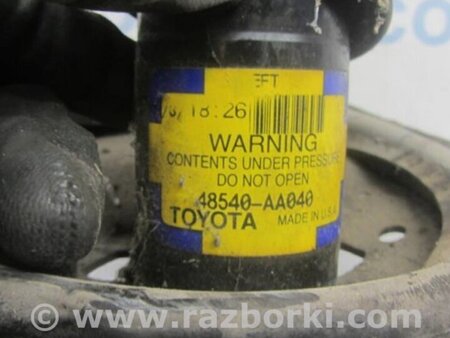 EFT
18:26
WARNING
CONTENTS UNDER PRESSURE
DO NOT OPEN
48540-AA040
TOYOTA MADE IN U.S.A
www.razborki.com